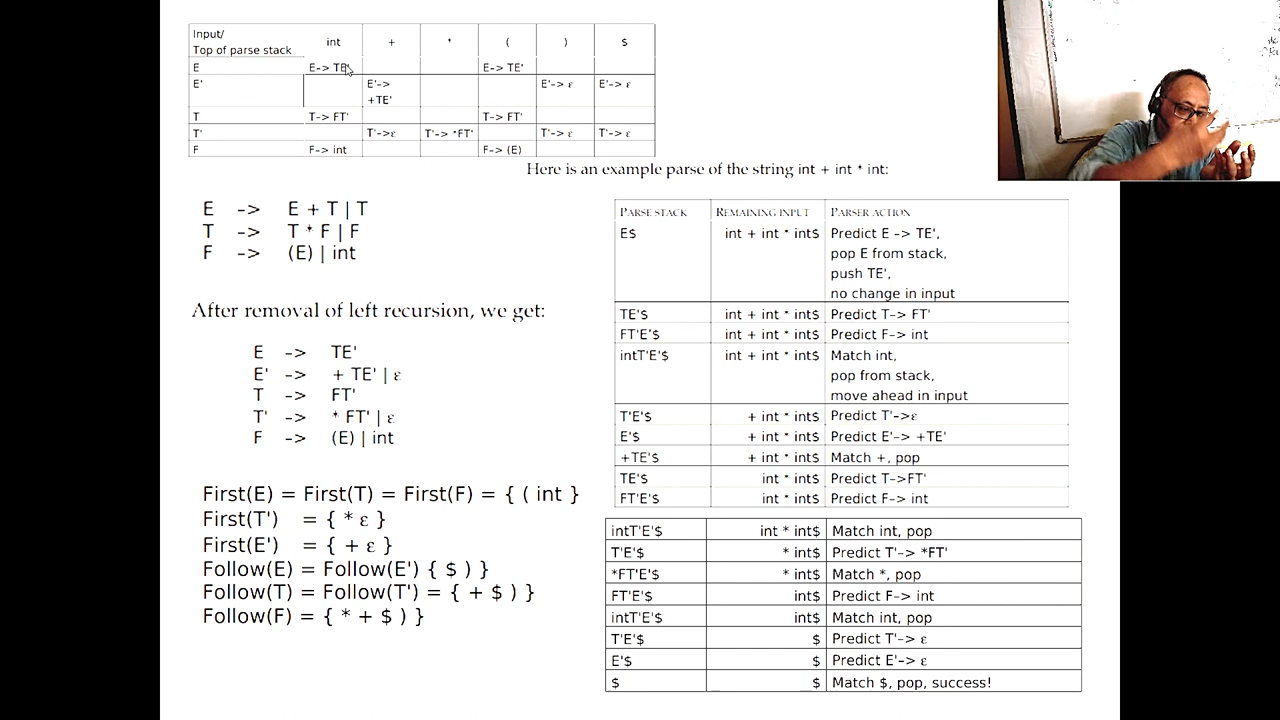 Input/
Top of parse stack int + * ( ) $
E E-> TE' E-> TE'
E' E'-> +TE' E'-> ε E'-> ε
T T-> FT' T-> FT'
T' T'->ε T'-> *FT' T'-> ε T'-> ε
F F-> int F-> (E)
Here is an example parse of the string int + int * int:
E -> E + T | T
T -> T * F | F
F -> (E) | int
After removal of left recursion, we get:
E -> TE'
E' -> + TE' | ε
T -> FT'
T' -> * FT' | ε
F -> (E) | int
First(E) = First(T) = First(F) = { ( int }
First(T') = { * ε }
First(E') = { + ε }
Follow(E) = Follow(E') { $ ) }
Follow(T) = Follow(T') = { + $ ) }
Follow(F) = { * + $ ) }
PARSE STACK REMAINING INPUT PARSER ACTION
E$ int + int * int$ Predict E -> TE',
pop E from stack,
push TE',
no change in input
TE'$ int + int * int$ Predict T-> FT'
FT'E'$ int + int * int$ Predict F-> int
intT'E'$ int + int * int$ Match int,
pop from stack,
move ahead in input
T'E'$ + int * int$ Predict T'->ε
E'$ + int * int$ Predict E'-> +TE'
+TE'$ + int * int$ Match +, pop
TE'$ int * int$ Predict T->FT'
FT'E'$ int * int$ Predict F-> int
intT'E'$ int * int$ Match int, pop
T'E'$ * int$ Predict T'-> *FT'
*FT'E'$ * int$ Match *, pop
FT'E'$ int$ Predict F-> int
intT'E'$ int$ Match int, pop
T'E'$ $ Predict T'-> ε
E'$ $ Predict E'-> ε
$ $ Match $, pop, success!